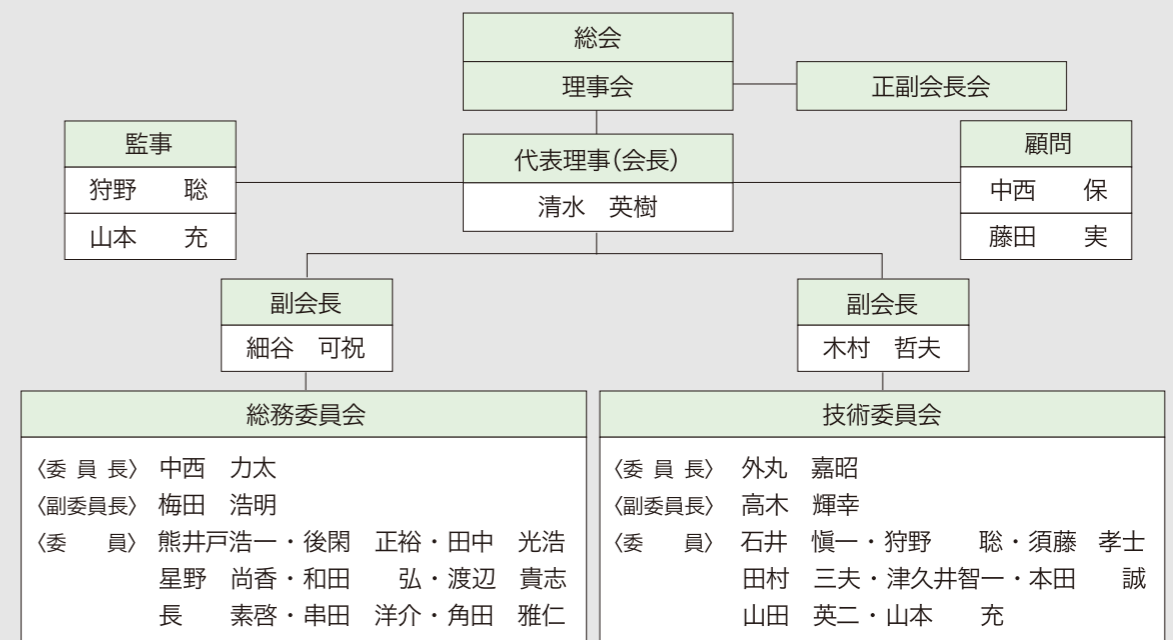 総会
理事会
正副会長会
監事
狩野　　聡
山本　　充
代表理事（会長）
清水　英樹
顧問
中西　　保
藤田　　実
副会長
細谷　可祝
副会長
木村　哲夫
総務委員会
〈委 員 長〉 中西　力太
〈副委員長〉 梅田　浩明
〈委　　員〉 熊井戸浩一・後閑　正裕・田中　光浩
星野　尚香・和田　　弘・渡辺　貴志
長　　素啓・串田　洋介・角田　雅仁
技術委員会
〈委 員 長〉 外丸　嘉昭
〈副委員長〉 高木　輝幸
〈委　　員〉 石井　愼一・狩野　　聡・須藤　孝士
田村　三夫・津久井智一・本田　　誠
山田　英二・山本　　充